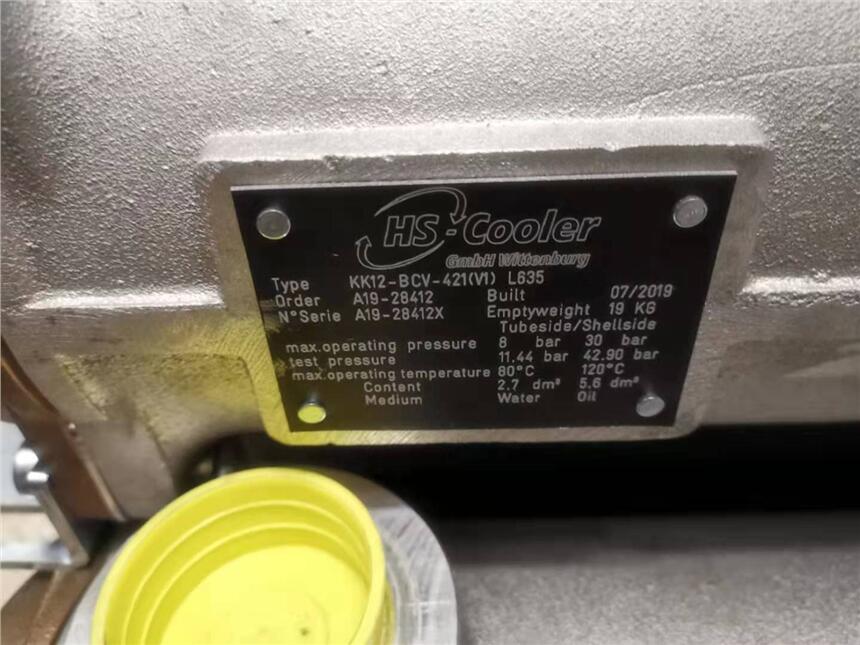 HS-Cooler
GmbH Wittenburg
Type KK12-BCV-421(V1) L635
Order A19-28412 Built 07/2019
N°Serie A19-28412X Emptyweight 19 KG
Tubeside/Shellside
max.operating pressure 8 bar 30 bar
test pressure 11.44 bar 42.90 bar
max.operating temperature 80°C 120°C
Content 2.7 dm³ 5.6 dm³
Medium Water Oil